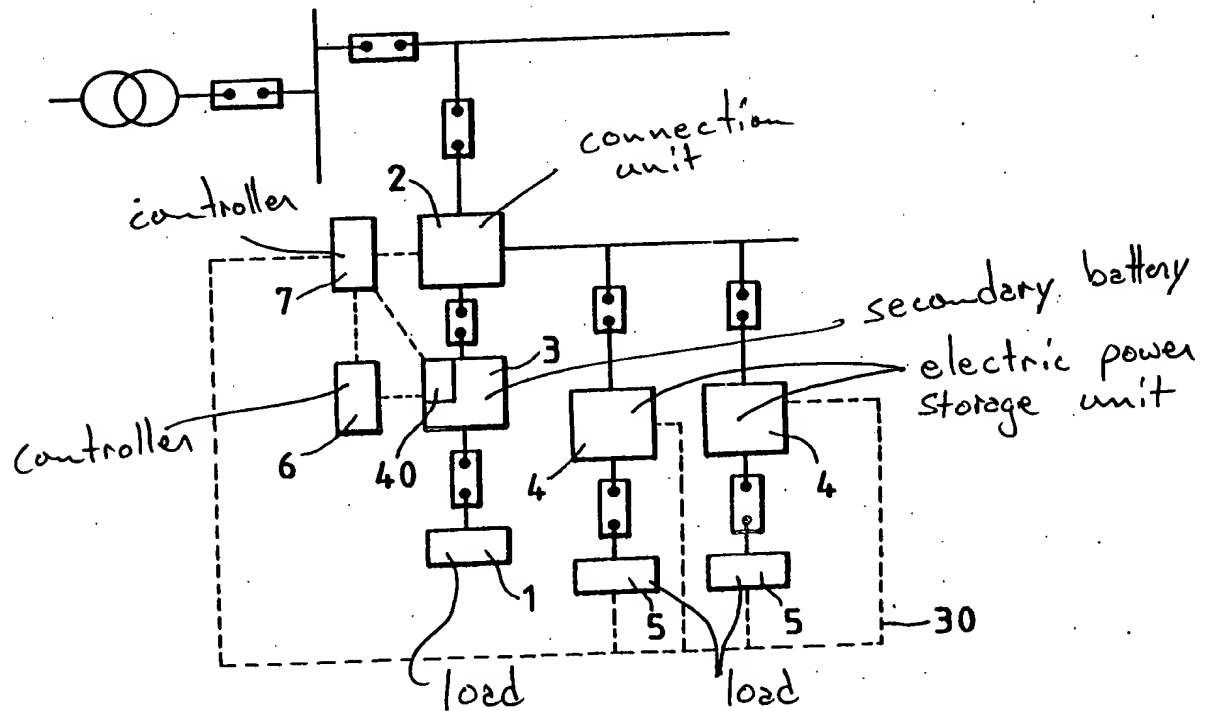 connection
unit
2
controller
7
secondary battery
3
electric power
storage unit
controller
6
40
4
4
1
5
5
30
load
load